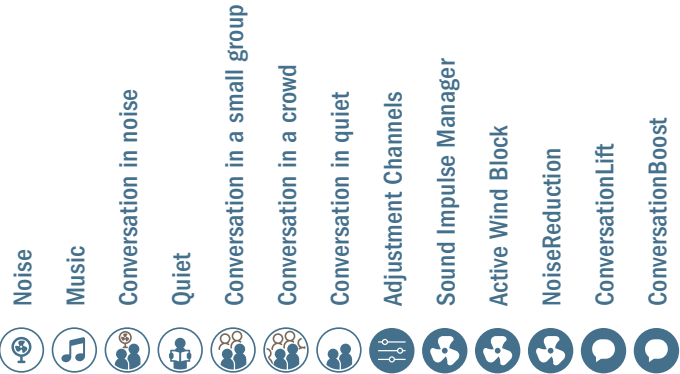 Noise
Music
Conversation in noise
Quiet
Conversation in a small group
Conversation in a crowd
Conversation in quiet
Adjustment Channels
Sound Impulse Manager
Active Wind Block
NoiseReduction
ConversationLift
ConversationBoost